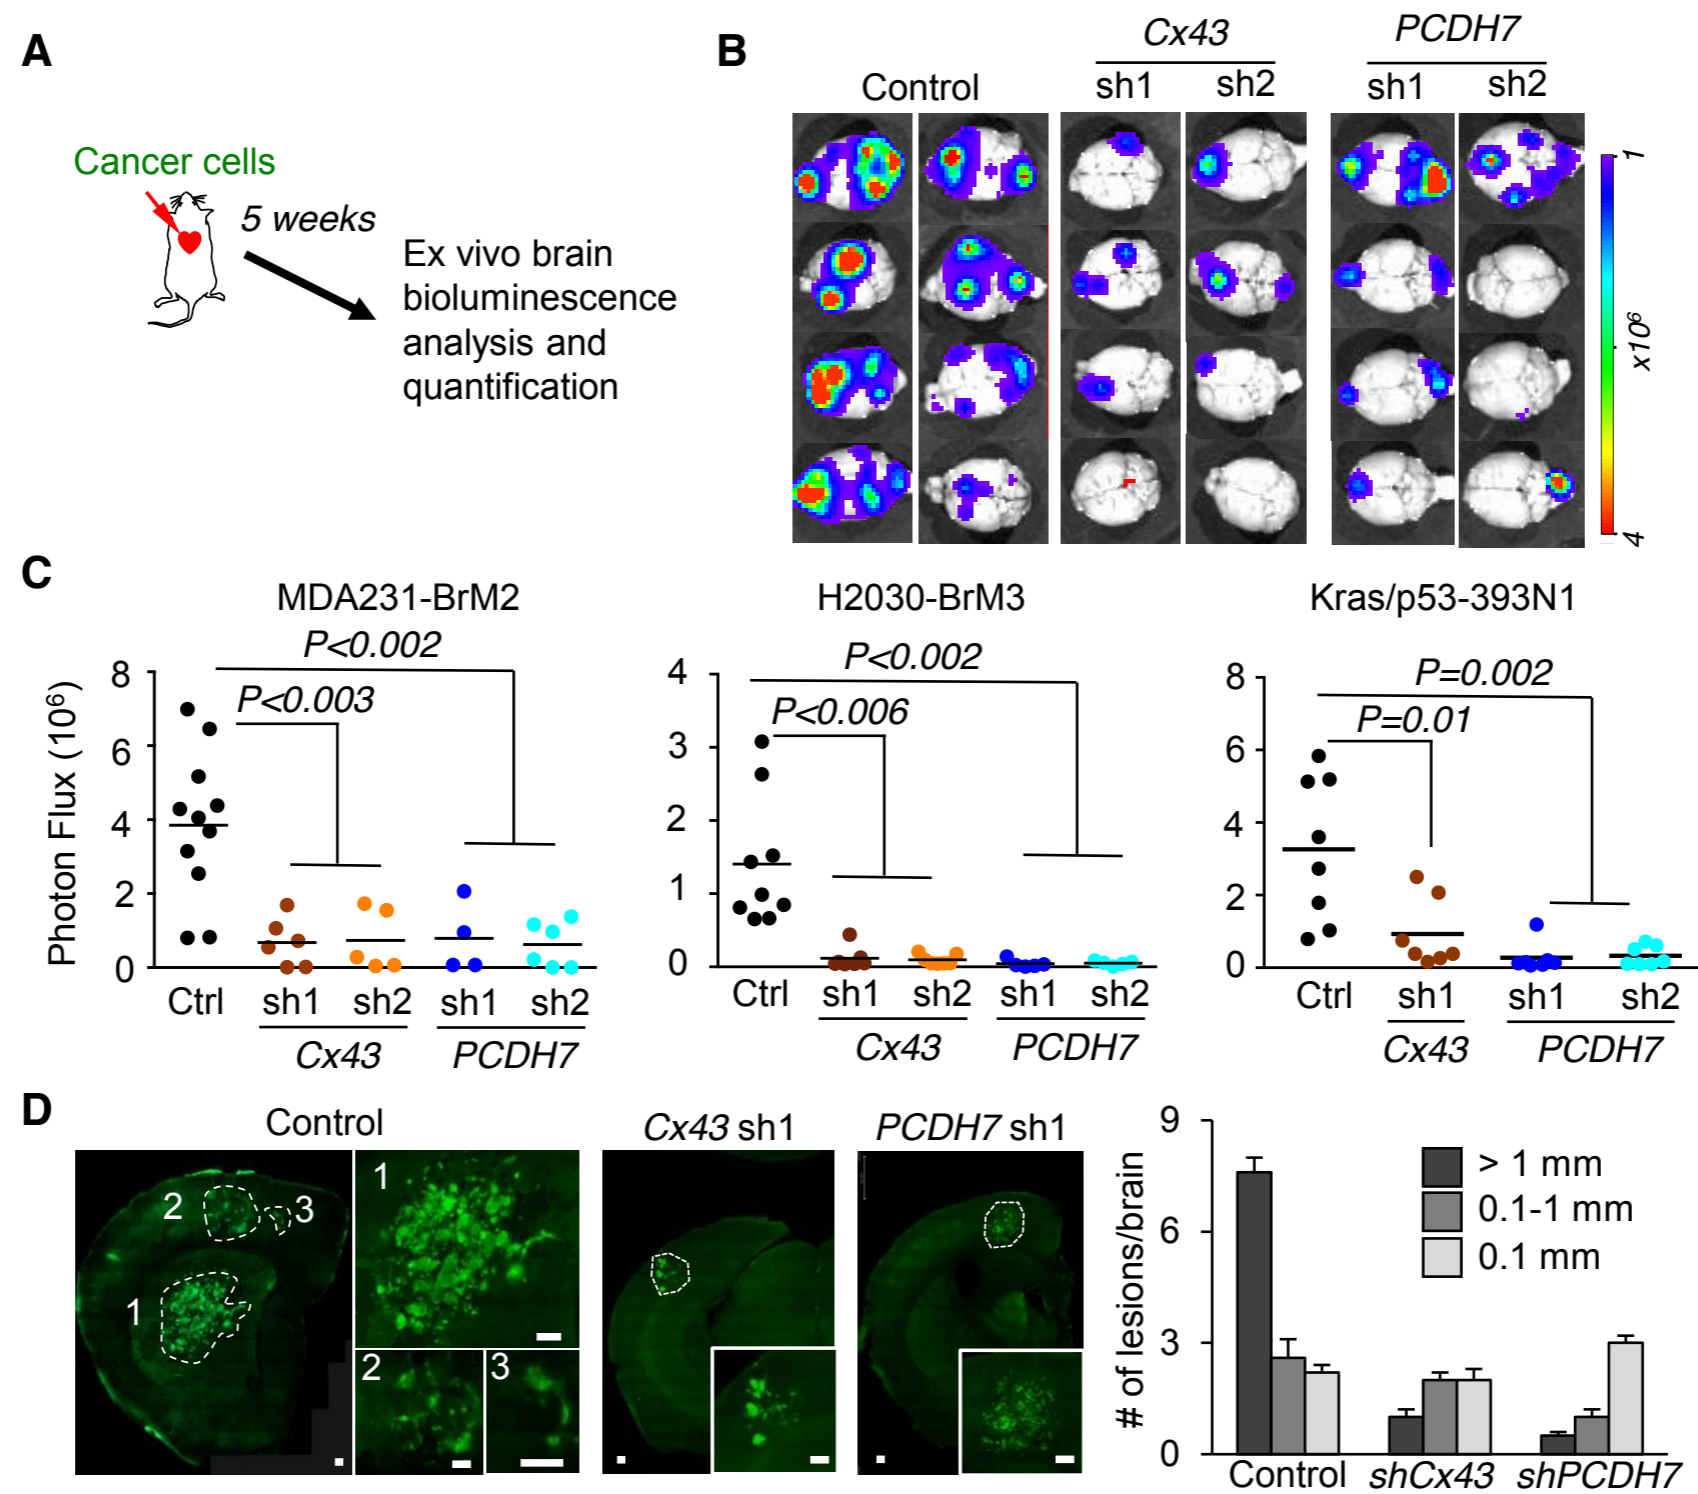 A
Cancer cells
5 weeks
Ex vivo brain
bioluminescence
analysis and
quantification
B
Control
Cx43
PCDH7
sh1 sh2 sh1 sh2
1
x10⁶
4
C
MDA231-BrM2
P<0.002
P<0.003
Photon Flux (10⁶)
8
6
4
2
0
Ctrl sh1 sh2 sh1 sh2
Cx43 PCDH7
H2030-BrM3
P<0.002
P<0.006
4
3
2
1
0
Ctrl sh1 sh2 sh1 sh2
Cx43 PCDH7
Kras/p53-393N1
P=0.002
P=0.01
8
6
4
2
0
Ctrl sh1 sh1 sh2
Cx43 PCDH7
D
Control
2 3
1
1
2 3
Cx43 sh1
PCDH7 sh1
# of lesions/brain
9
6
3
0
> 1 mm
0.1-1 mm
0.1 mm
Control shCx43 shPCDH7